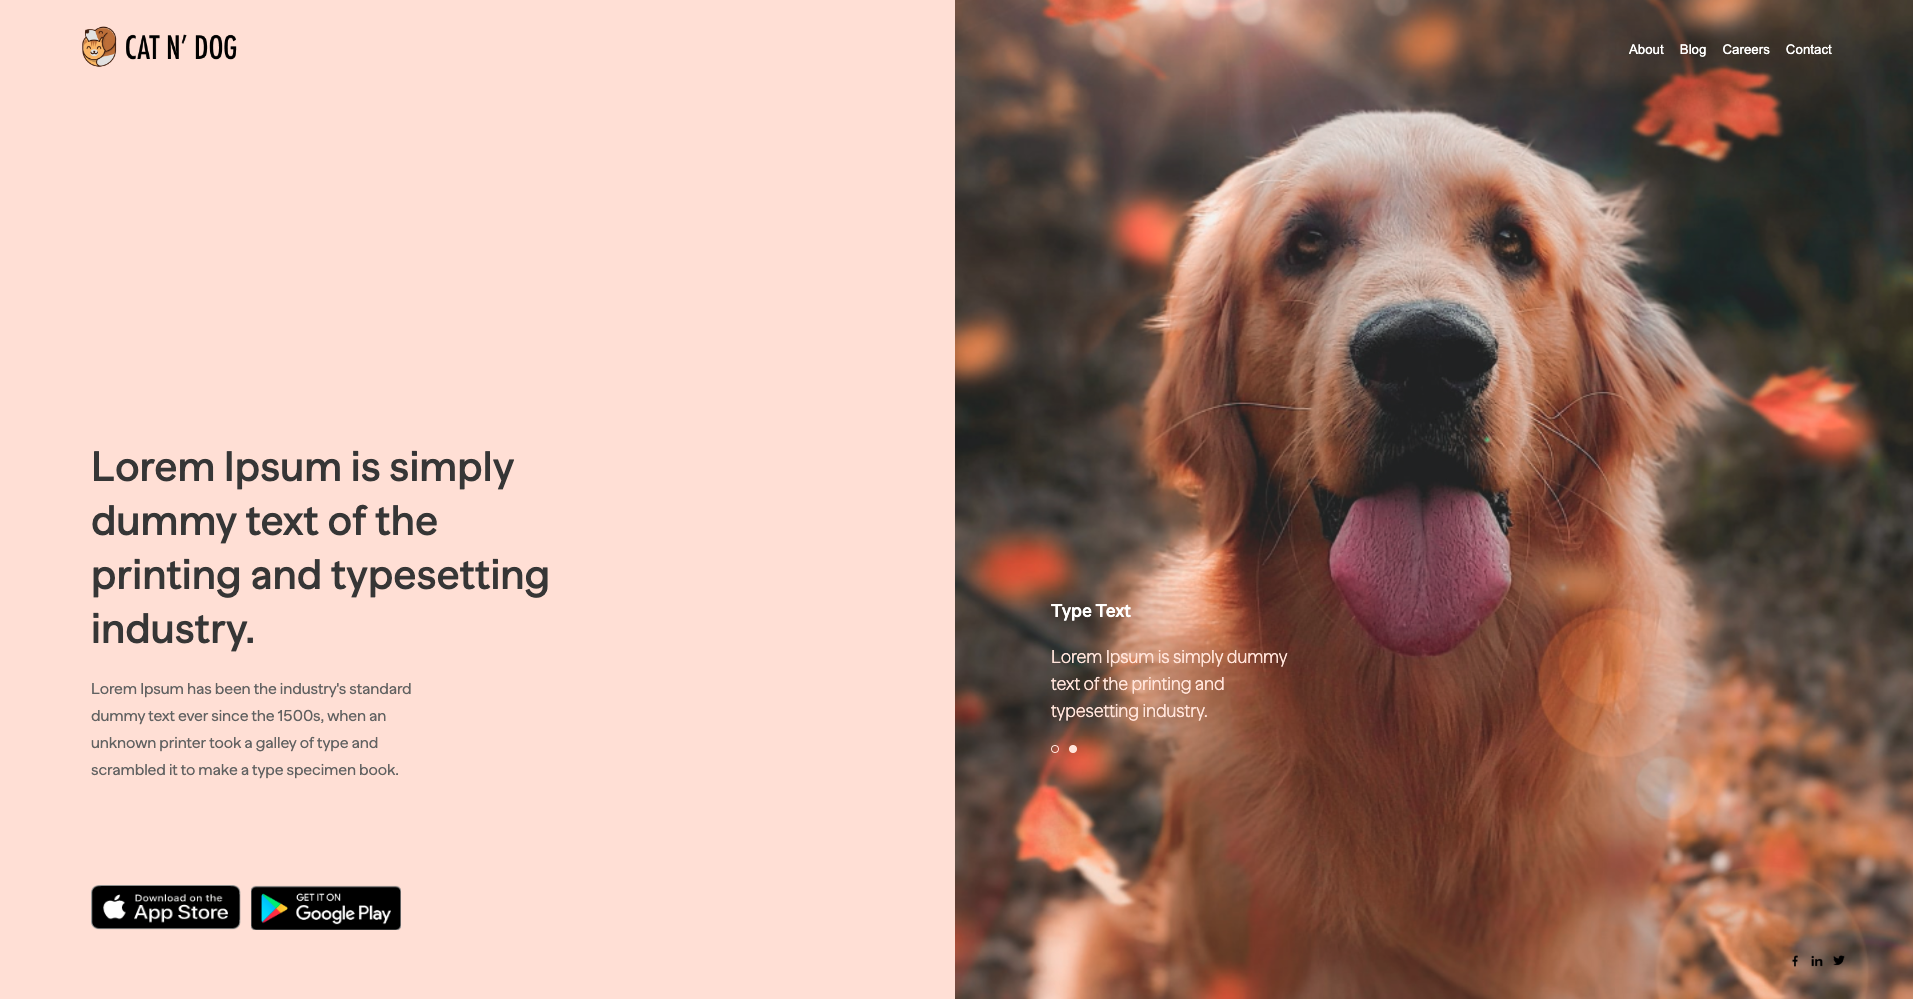 CAT N' DOG
About Blog Careers Contact
Lorem Ipsum is simply
dummy text of the
printing and typesetting
industry.
Lorem Ipsum has been the industry's standard
dummy text ever since the 1500s, when an
unknown printer took a galley of type and
scrambled it to make a type specimen book.
Download on the
App Store
GET IT ON
Google Play
Type Text
Lorem Ipsum is simply dummy
text of the printing and
typesetting industry.
f in